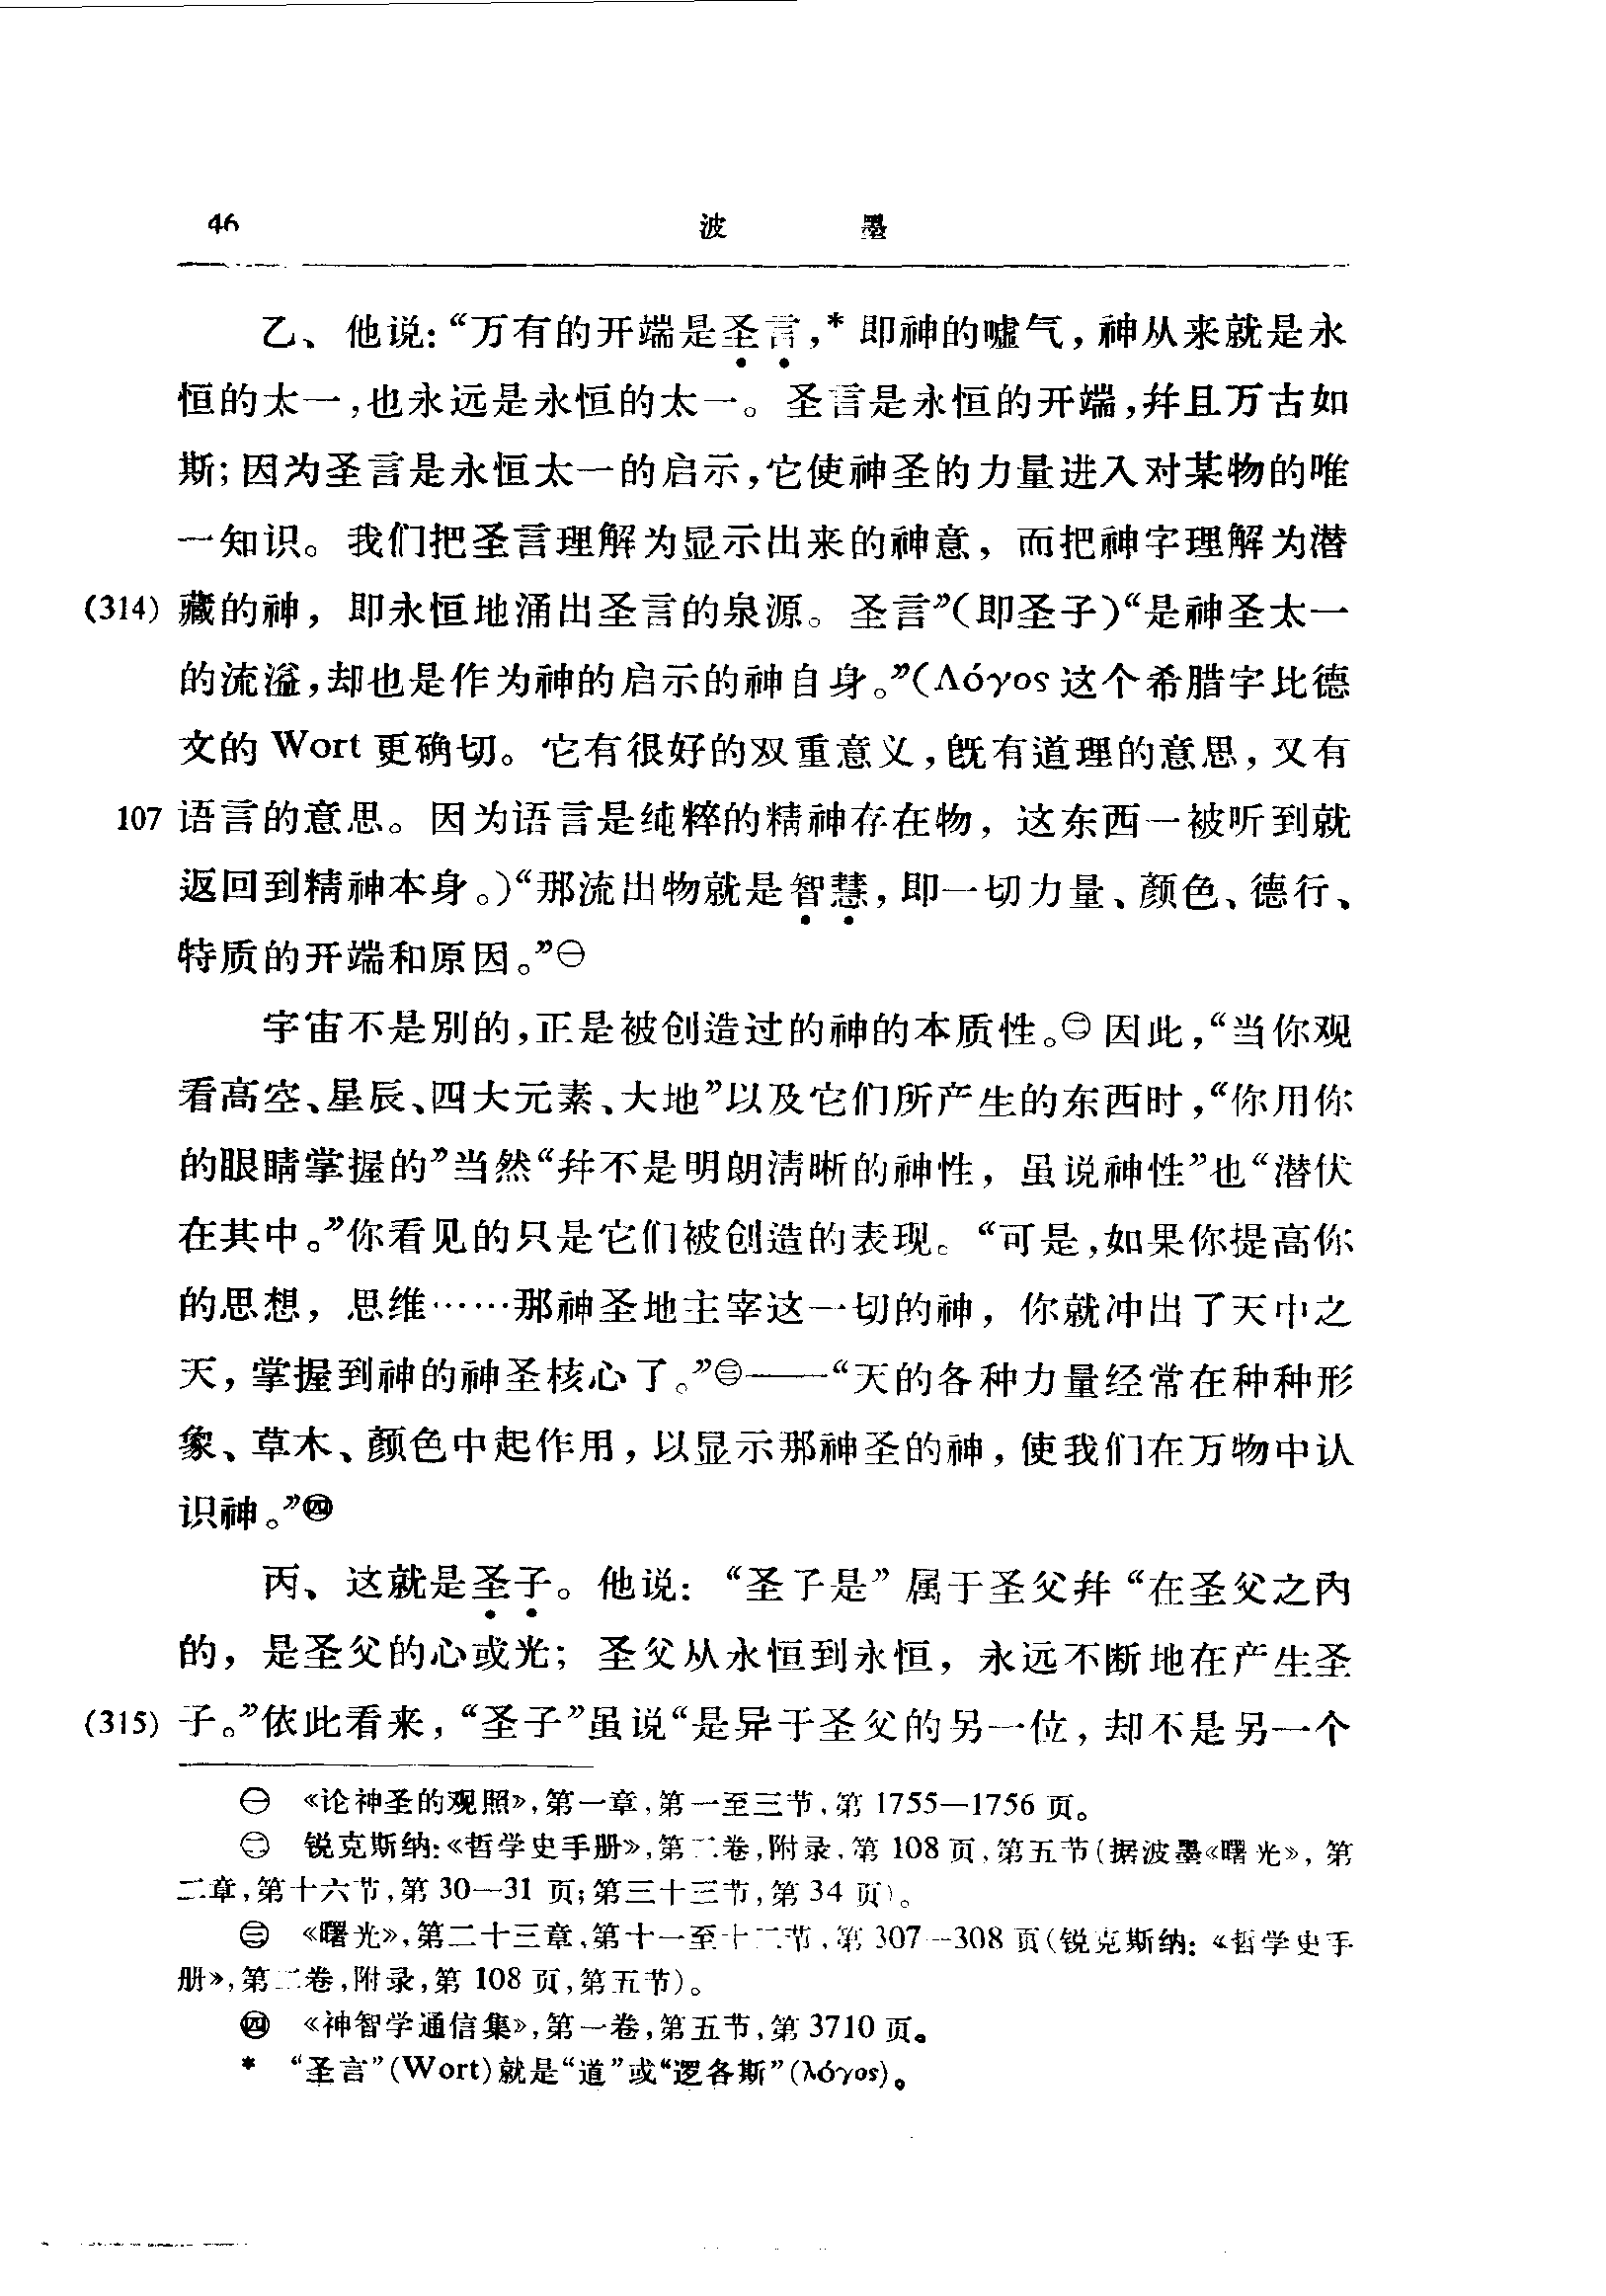 46 波 墨
乙、他说：“万有的开端是圣言，* 即神的嘘气，神从来就是永
恒的太一，也永远是永恒的太一。圣言是永恒的开端，幷且万古如
斯；因为圣言是永恒太一的启示，它使神圣的力量进入对某物的唯
一知识。我们把圣言理解为显示出来的神意，而把神字理解为潜
(314) 藏的神，即永恒地涌出圣言的泉源。圣言”（即圣子）“是神圣太一
的流溢，却也是作为神的启示的神自身。”（Λόγos 这个希腊字比德
文的 Wort 更确切。它有很好的双重意义，既有道理的意思，又有
107 语言的意思。因为语言是纯粹的精神存在物，这东西一被听到就
返回到精神本身。）“那流出物就是智慧，即一切力量、颜色、德行、
特质的开端和原因。”㊀
宇宙不是别的，正是被创造过的神的本质性。㊁因此，“当你观
看高空、星辰、四大元素、大地”以及它们所产生的东西时，“你用你
的眼睛掌握的”当然“幷不是明朗清晰的神性，虽说神性”也“潜伏
在其中。”你看见的只是它们被创造的表现。“可是，如果你提高你
的思想，思维……那神圣地主宰这一切的神，你就冲出了天中之
天，掌握到神的神圣核心了。”㊂——“天的各种力量经常在种种形
象、草木、颜色中起作用，以显示那神圣的神，使我们在万物中认
识神。”㊃
丙、这就是圣子。他说：“圣子是”属于圣父幷“在圣父之内
的，是圣父的心或光；圣父从永恒到永恒，永远不断地在产生圣
(315) 子。”依此看来，“圣子”虽说“是异于圣父的另一位，却不是另一个
㊀ 《论神圣的观照》，第一章，第一至三节，第 1755—1756 页。
㊁ 锐克斯纳：《哲学史手册》，第二卷，附录，第 108 页，第五节（据波墨《曙光》，第
二章，第十六节，第 30—31 页；第三十三节，第 34 页）。
㊂ 《曙光》，第二十三章，第十一至十二节，第 307—308 页（锐克斯纳：《哲学史手
册》，第二卷，附录，第 108 页，第五节）。
㊃ 《神智学通信集》，第一卷，第五节，第 3710 页。
* “圣言”（Wort）就是“道”或“逻各斯”（λόγos）。